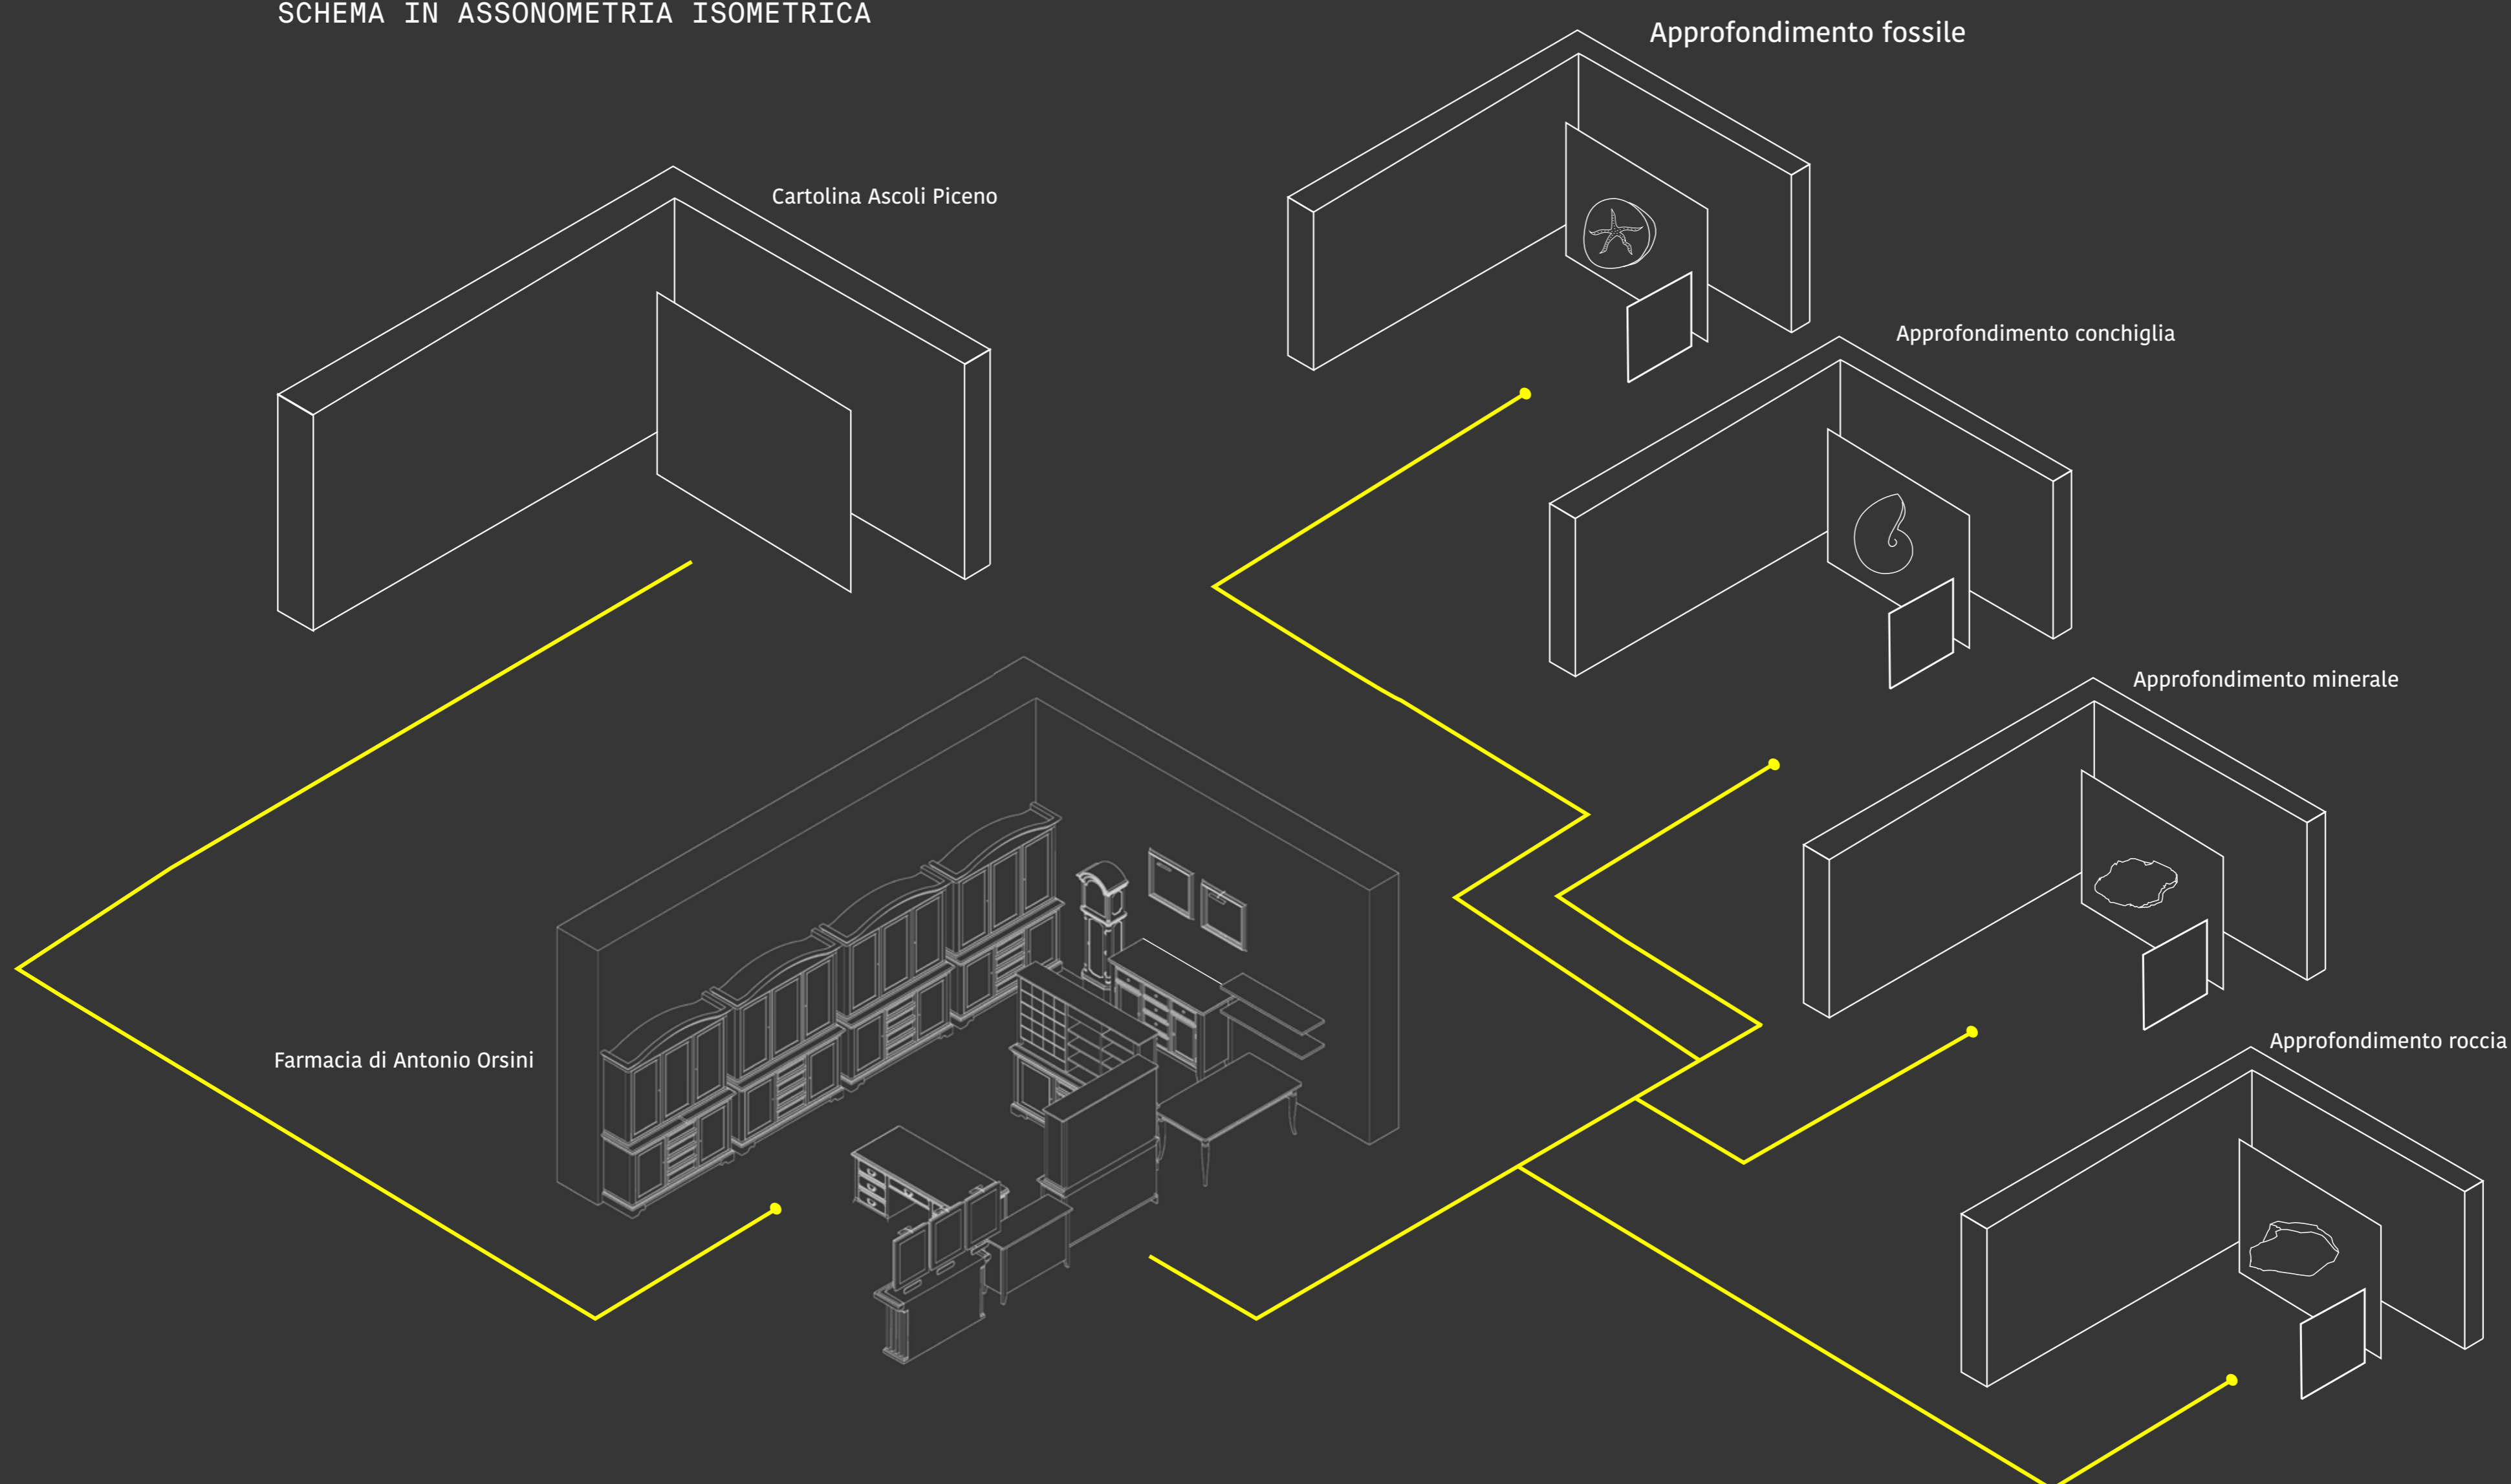 SCHEMA IN ASSONOMETRIA ISOMETRICA
Approfondimento fossile
Cartolina Ascoli Piceno
Approfondimento conchiglia
Approfondimento minerale
Approfondimento roccia
Farmacia di Antonio Orsini